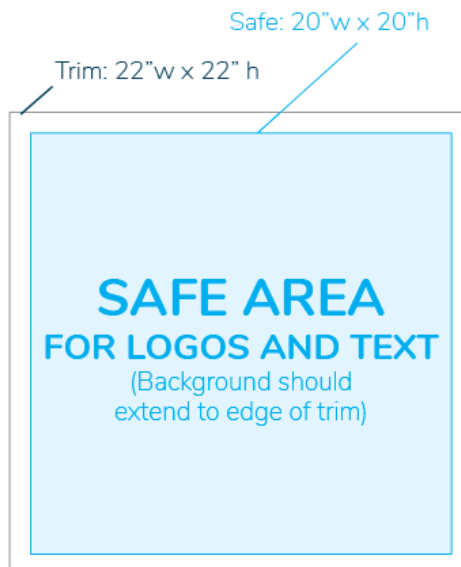 Safe: 20”w x 20”h
Trim: 22”w x 22” h
SAFE AREA
FOR LOGOS AND TEXT
(Background should
extend to edge of trim)